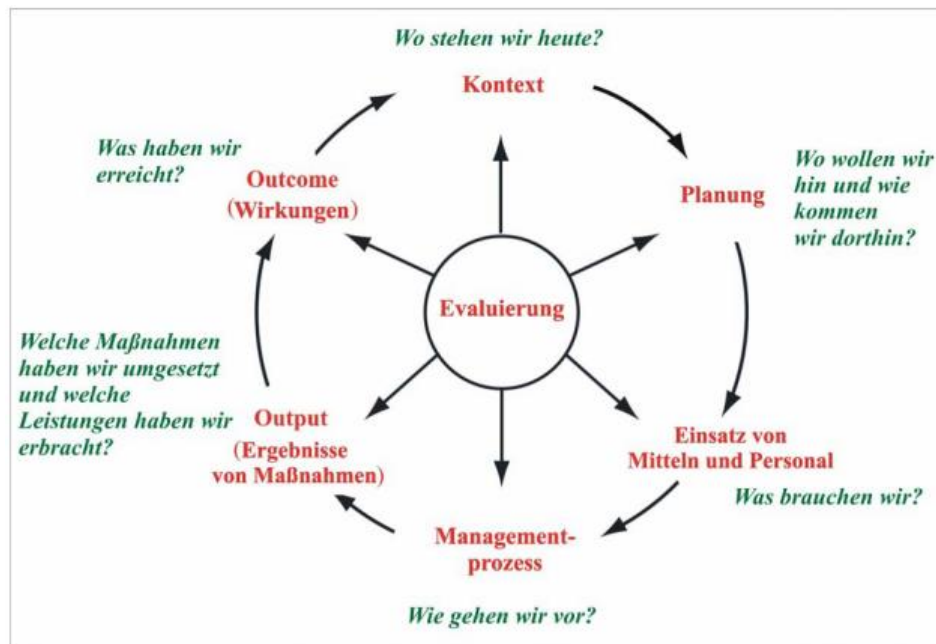 Wo stehen wir heute?
Kontext
Was haben wir
erreicht?
Outcome
(Wirkungen)
Planung
Wo wollen wir
hin und wie
kommen
wir dorthin?
Evaluierung
Welche Maßnahmen
haben wir umgesetzt
und welche
Leistungen haben wir
erbracht?
Output
(Ergebnisse
von Maßnahmen)
Einsatz von
Mitteln und Personal
Was brauchen wir?
Management-
prozess
Wie gehen wir vor?